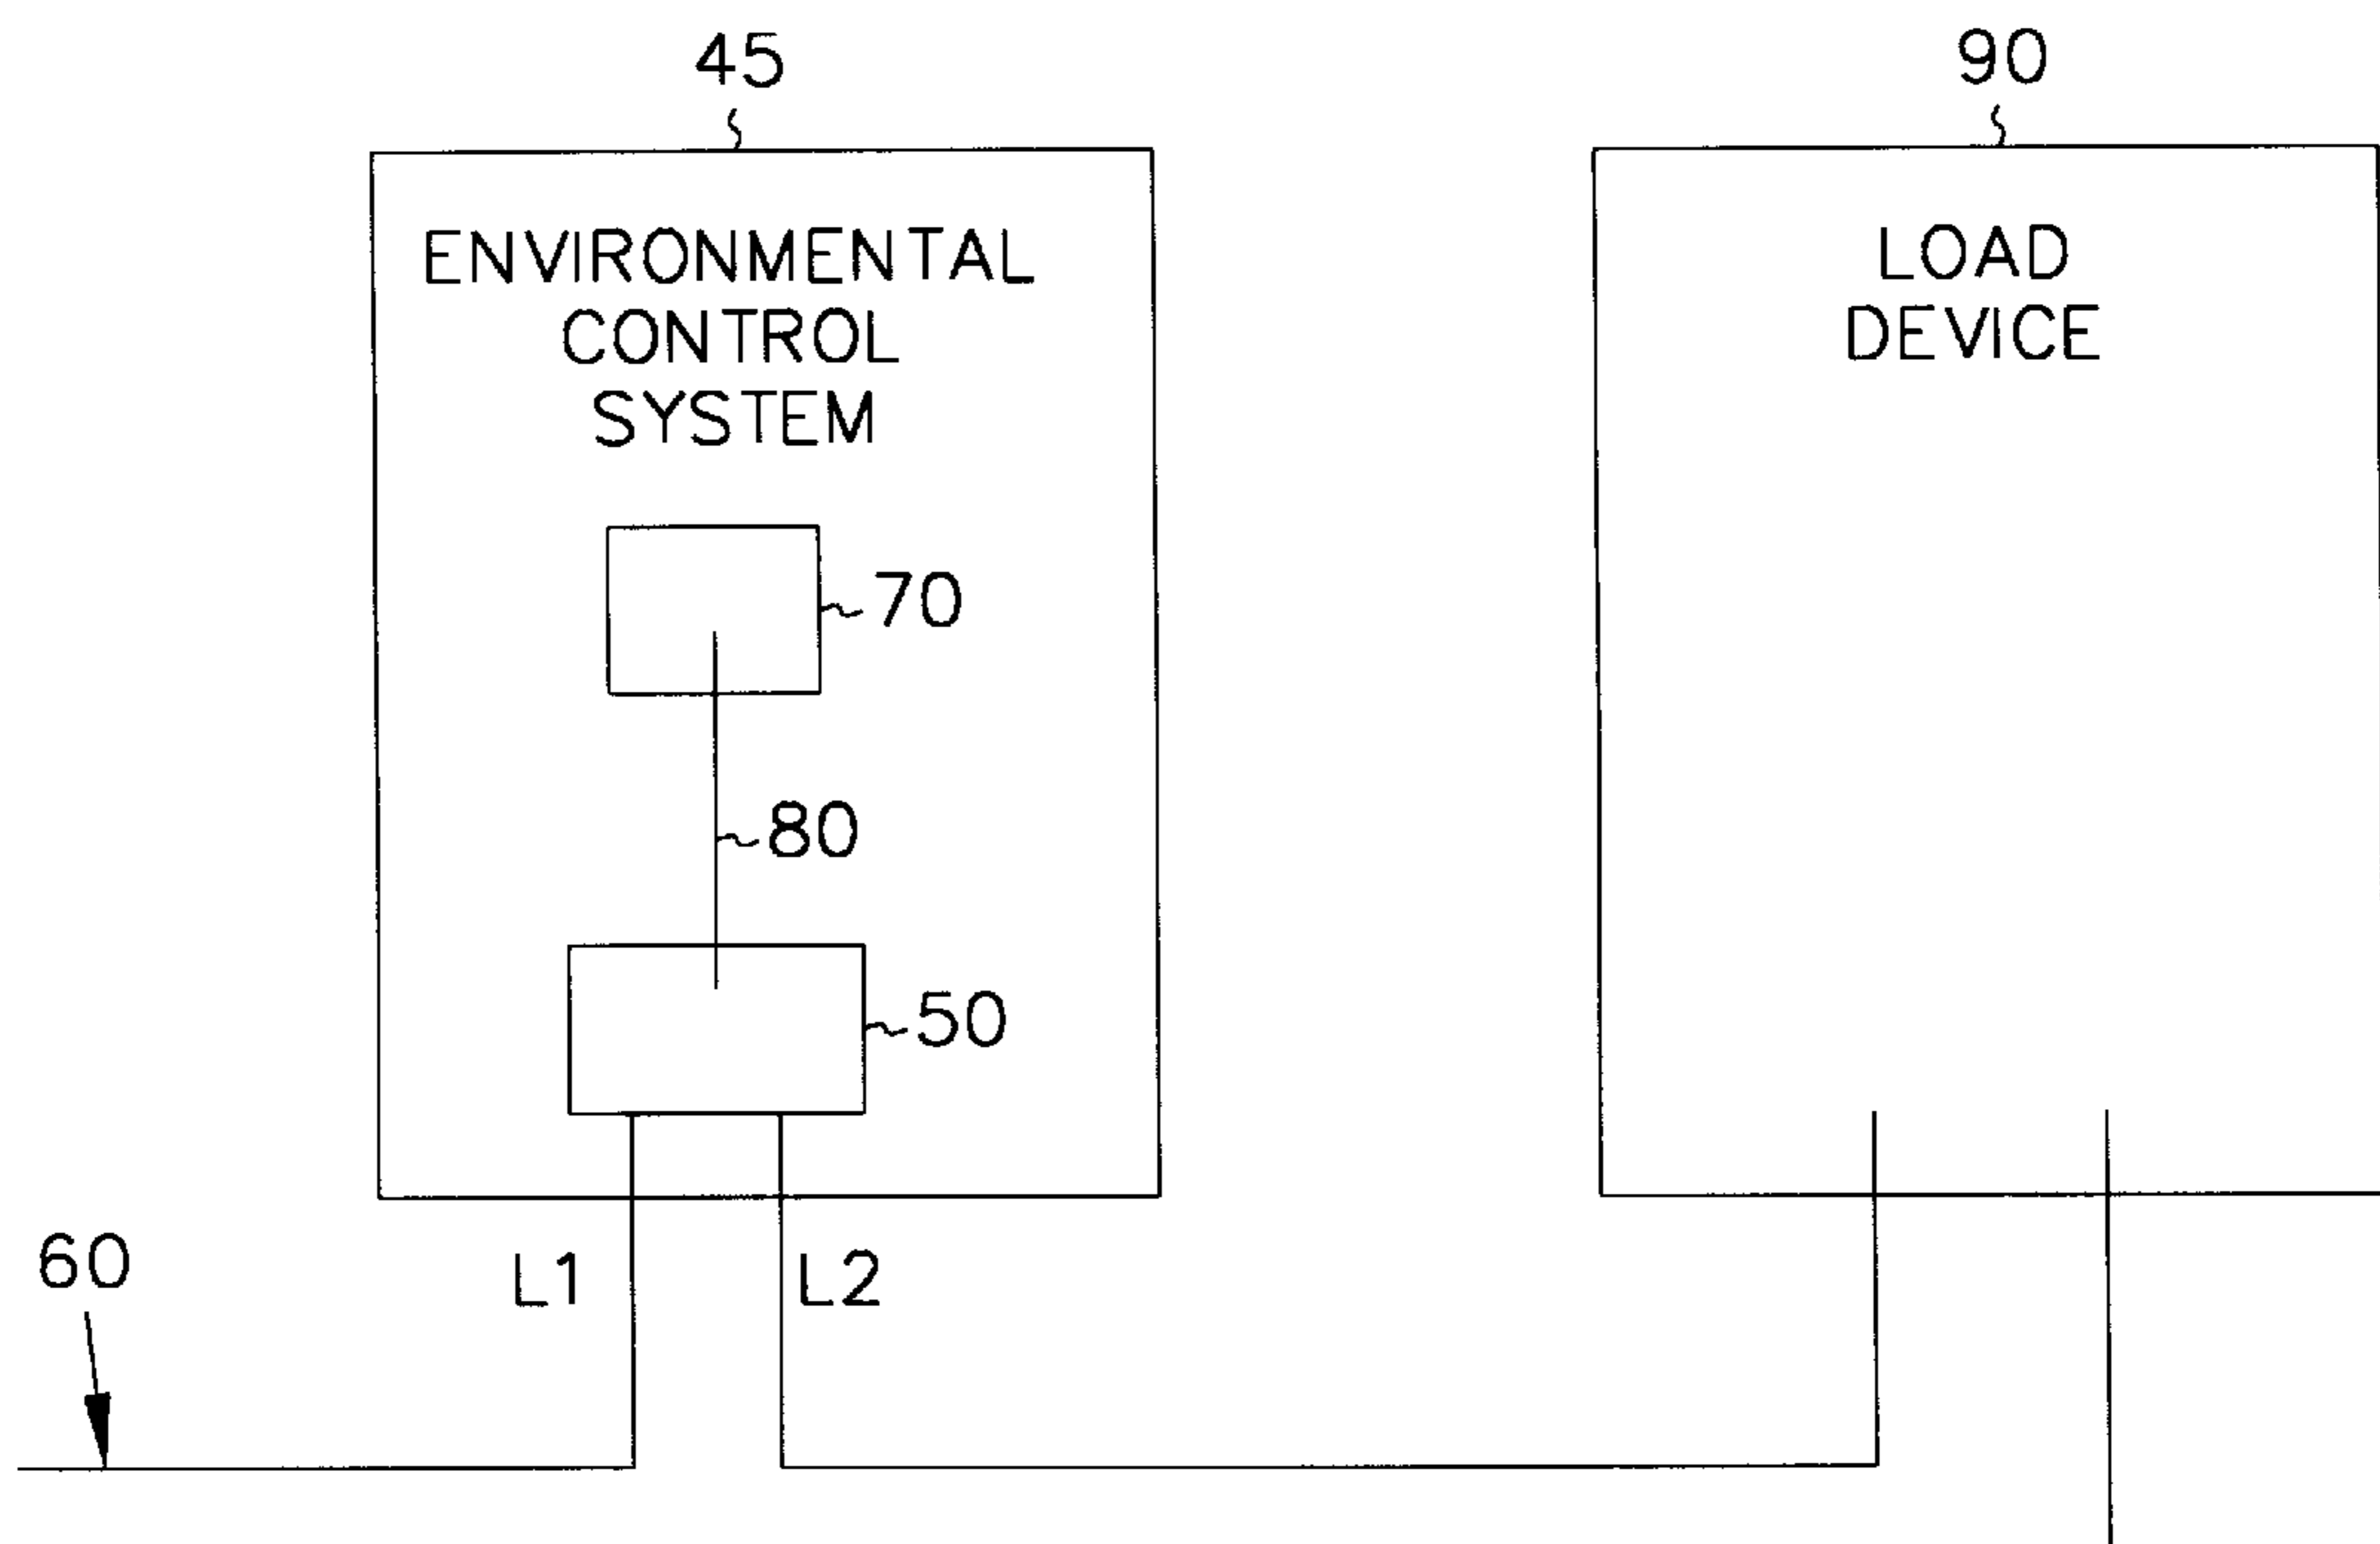 45
90
ENVIRONMENTAL
CONTROL
SYSTEM
LOAD
DEVICE
70
80
50
60
L1
L2